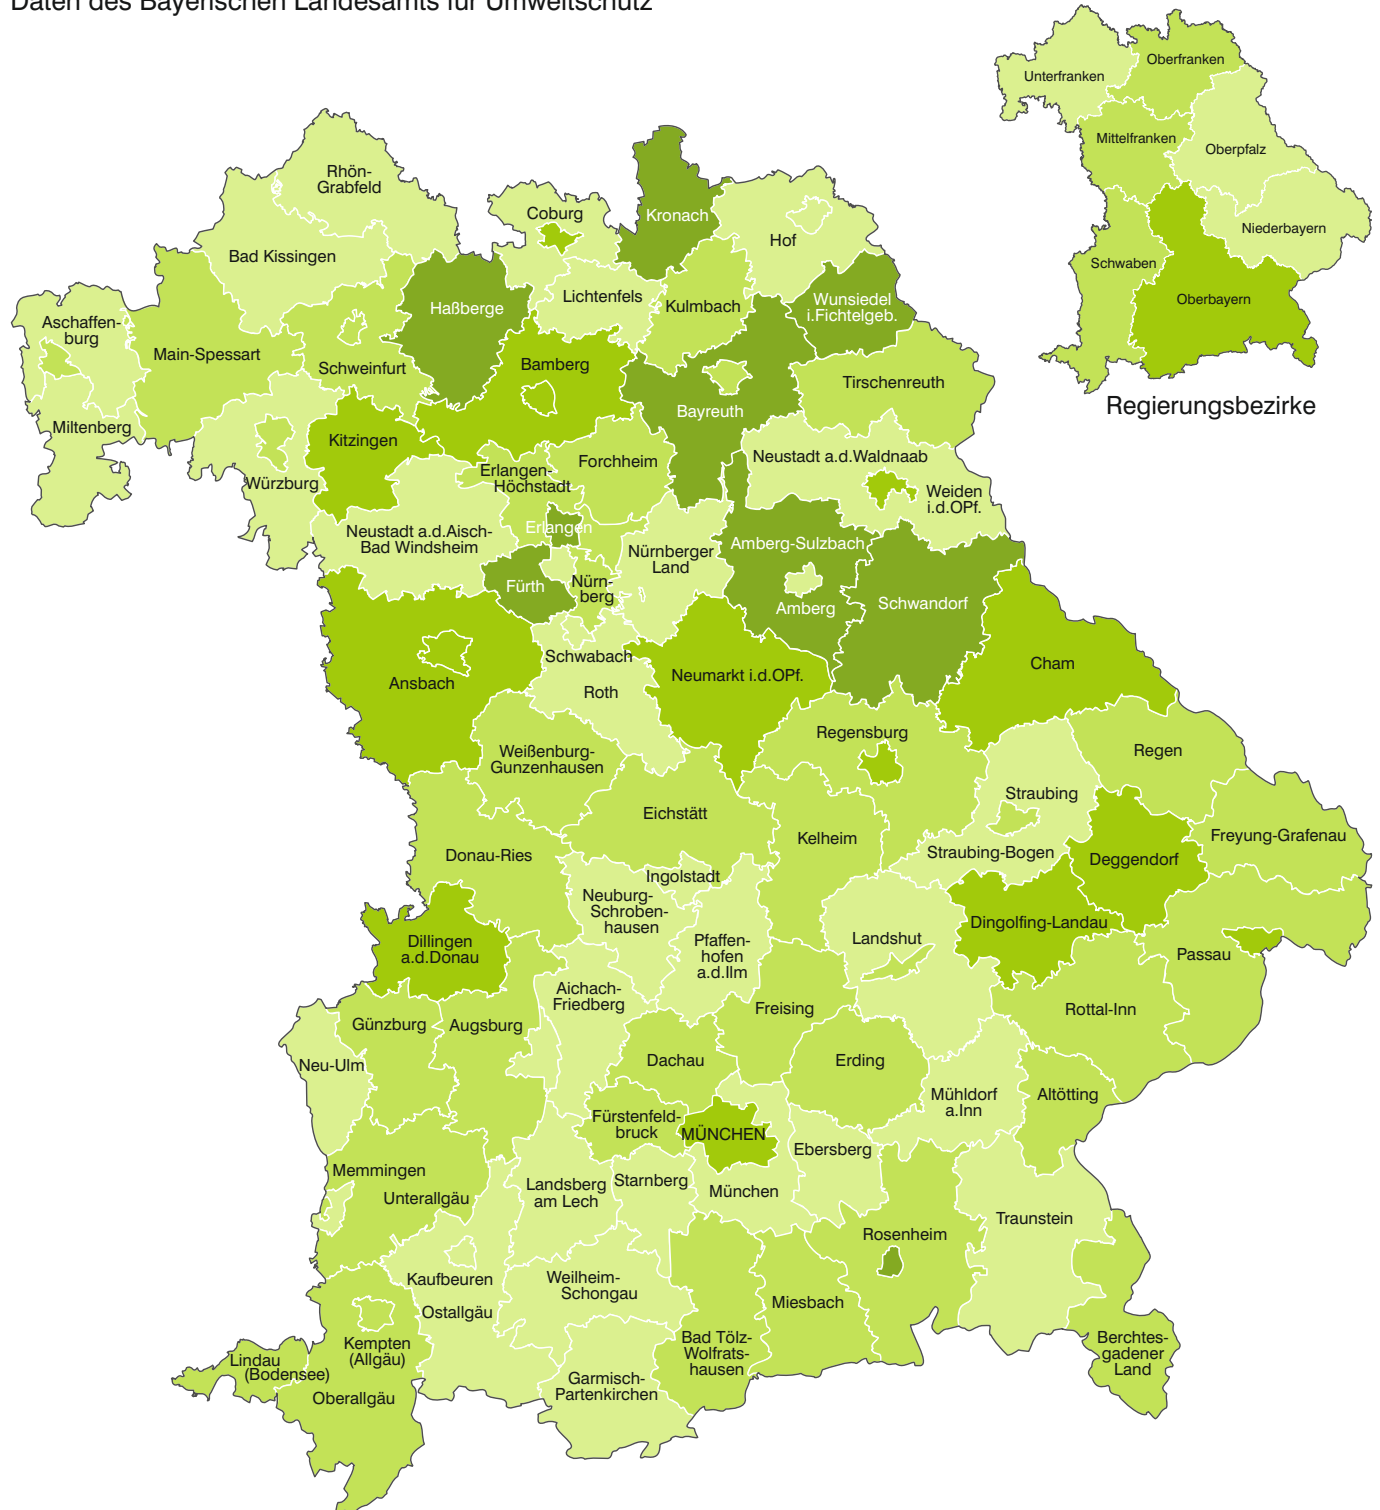 Daten des Bayerischen Landesamts für Umweltschutz
Unterfranken
Oberfranken
Mittelfranken
Oberpfalz
Niederbayern
Schwaben
Oberbayern
Regierungsbezirke
Rhön-
Grabfeld
Coburg
Kronach
Hof
Bad Kissingen
Haßberge
Lichtenfels
Kulmbach
Wunsiedel
i.Fichtelgeb.
Aschaffen-
burg
Main-Spessart
Schweinfurt
Bamberg
Tirschenreuth
Bayreuth
Miltenberg
Kitzingen
Würzburg
Erlangen-
Höchstadt
Forchheim
Neustadt a.d.Waldnaab
Weiden
i.d.OPf.
Neustadt a.d.Aisch-
Bad Windsheim
Erlangen
Nürnberger
Land
Amberg-Sulzbach
Fürth
Nürn-
berg
Amberg
Schwandorf
Schwabach
Roth
Ansbach
Neumarkt i.d.OPf.
Cham
Weißenburg-
Gunzenhausen
Regensburg
Regen
Eichstätt
Straubing
Kelheim
Freyung-Grafenau
Donau-Ries
Straubing-Bogen
Deggendorf
Ingolstadt
Neuburg-
Schroben-
hausen
Dingolfing-Landau
Dillingen
a.d.Donau
Pfaffen-
hofen
a.d.Ilm
Landshut
Passau
Aichach-
Friedberg
Freising
Rottal-Inn
Günzburg
Augsburg
Neu-Ulm
Dachau
Erding
Mühldorf
a.Inn
Altötting
Fürstenfeld-
bruck
MÜNCHEN
Ebersberg
Memmingen
Unterallgäu
Landsberg
am Lech
Starnberg
München
Traunstein
Rosenheim
Kaufbeuren
Ostallgäu
Weilheim-
Schongau
Miesbach
Kempten
(Allgäu)
Bad Tölz-
Wolfrats-
hausen
Berchtes-
gadener
Land
Lindau
(Bodensee)
Oberallgäu
Garmisch-
Partenkirchen